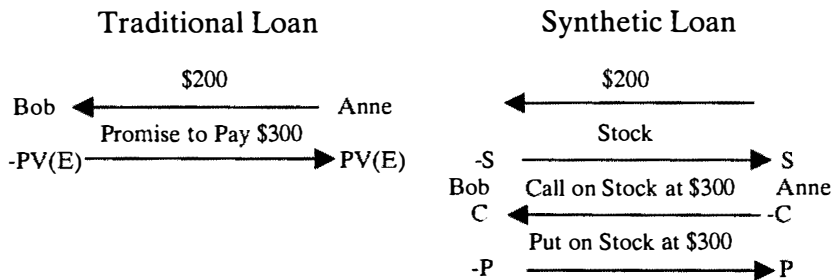 Traditional Loan
$200
Bob Anne
Promise to Pay $300
-PV(E) PV(E)
Synthetic Loan
$200
Stock
-S S
Bob Call on Stock at $300 Anne
C -C
Put on Stock at $300
-P P